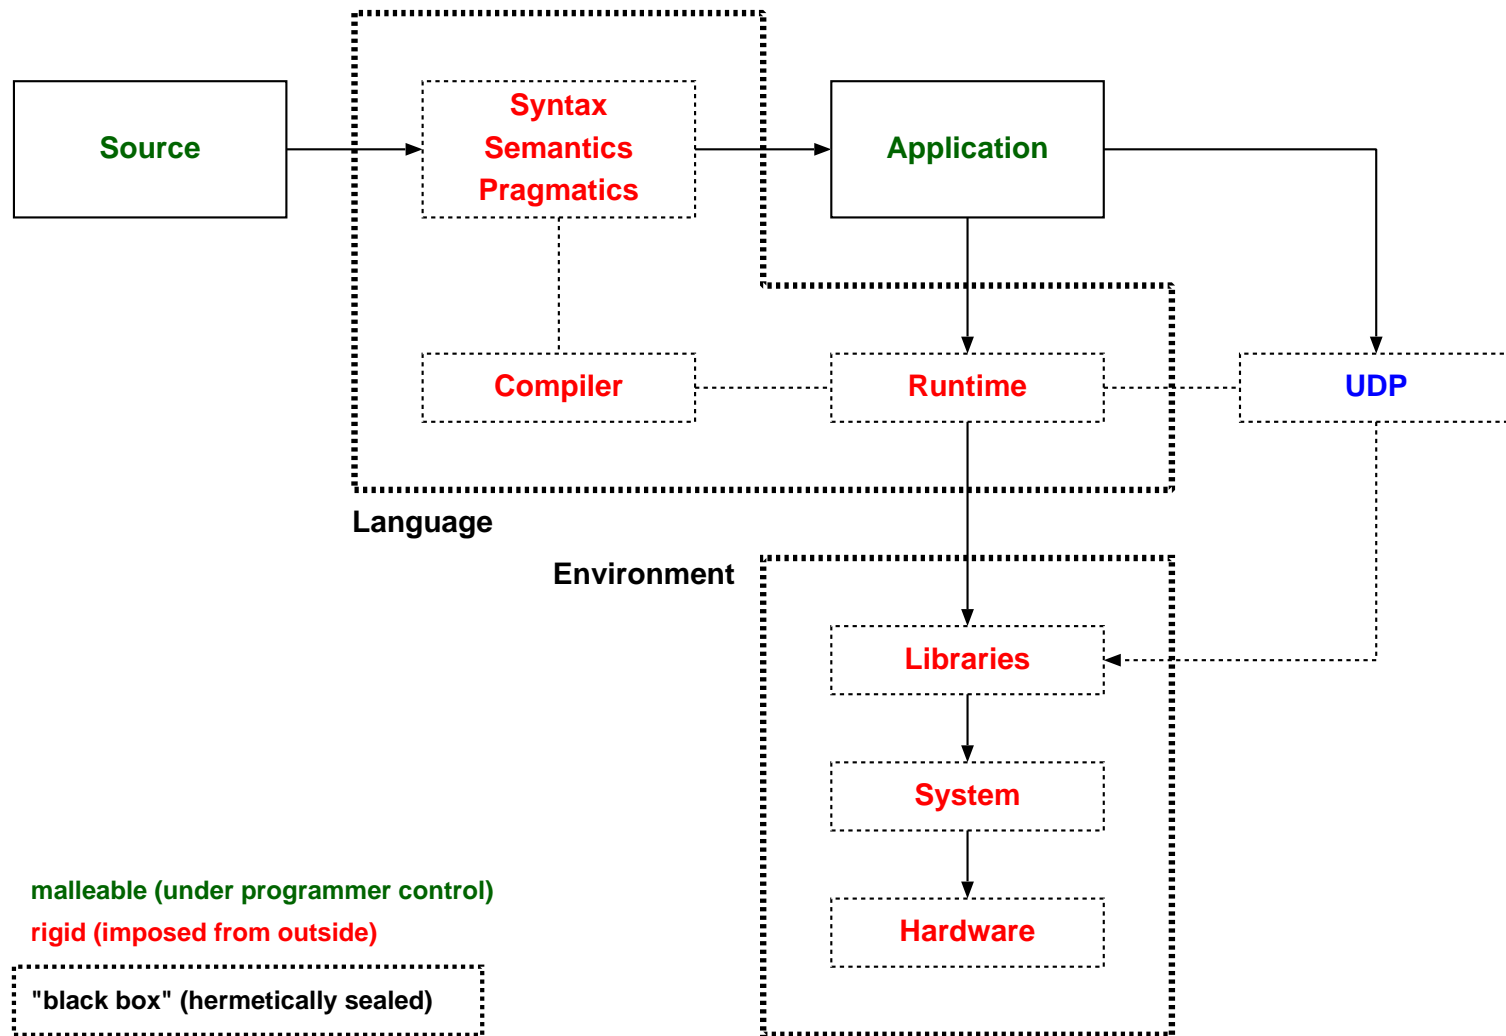 Source
Syntax
Semantics
Pragmatics
Application
Compiler
Runtime
UDP
Language
Environment
Libraries
System
Hardware
malleable (under programmer control)
rigid (imposed from outside)
"black box" (hermetically sealed)